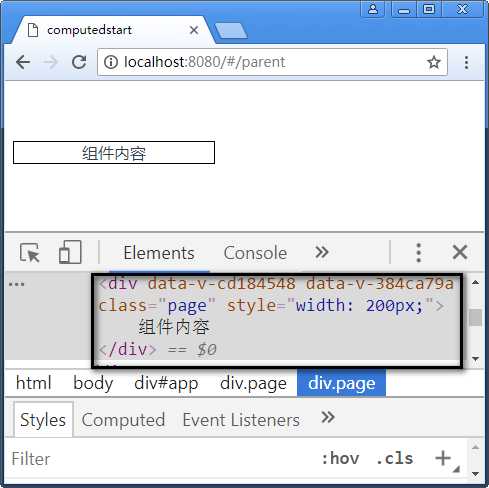 computedstart
localhost:8080/#/parent
组件内容
Elements Console »
<div data-v-cd184548 data-v-384ca79a
class="page" style="width: 200px;">
组件内容
</div> == $0
html body div#app div.page div.page
Styles Computed Event Listeners »
Filter :hov .cls +